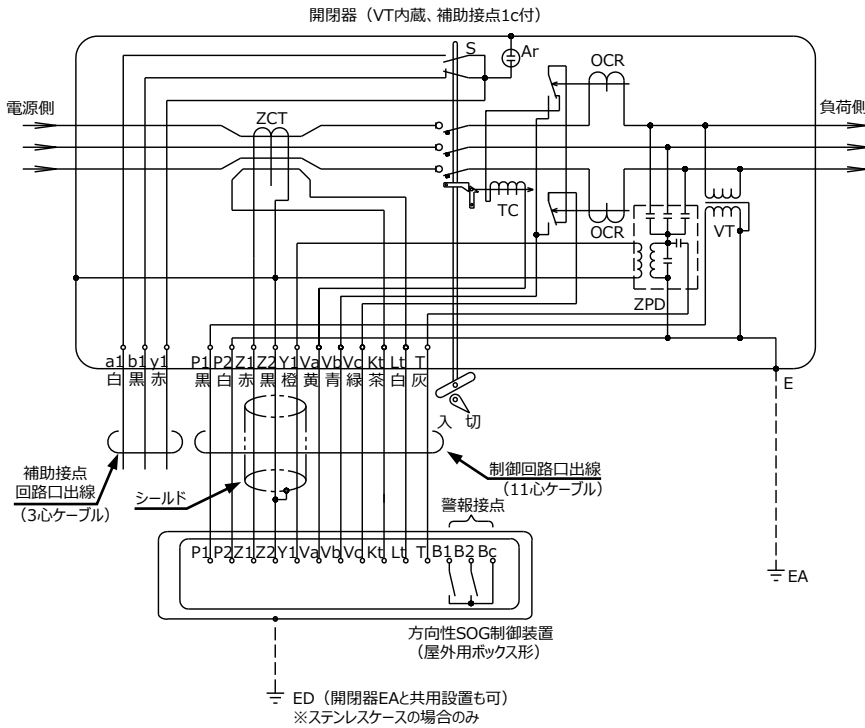 開閉器（VT内蔵、補助接点1c付）
S
Ar
OCR
電源側
ZCT
負荷側
TC
OCR
VT
ZPD
a1 b1 y1 P1 P2 Z1 Z2 Y1 Va Vb Vc Kt Lt T
白 黒 赤 黒 白 赤 黒 橙 黄 青 緑 茶 白 灰
E
入 切
補助接点
回路口出線
（3心ケーブル）
シールド
制御回路口出線
（11心ケーブル）
警報接点
P1 P2 Z1 Z2 Y1 Va Vb Vc Kt Lt T B1 B2 Bc
EA
方向性SOG制御装置
（屋外用ボックス形）
ED（開閉器EAと共用設置も可）
※ステンレスケースの場合のみ